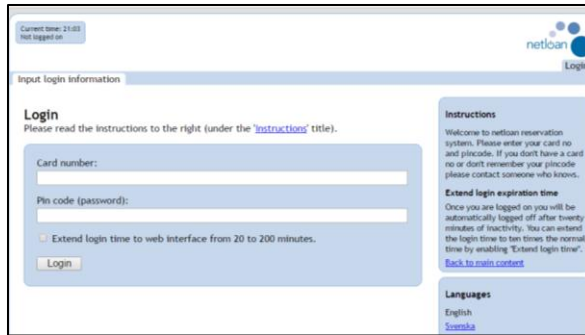 Current time: 21:03
Not logged on
netloan
Login
Input login information
Login
Please read the instructions to the right (under the 'Instructions' title).
Card number:
Pin code (password):
Extend login time to web interface from 20 to 200 minutes.
Login
Instructions
Welcome to netloan reservation
system. Please enter your card no
and pincode. If you don't have a card
no or don't remember your pincode
please contact someone who knows.
Extend login expiration time
Once you are logged on you will be
automatically logged off after twenty
minutes of inactivity. You can extend
the login time to ten times the normal
time by enabling "Extend login time".
Back to main content
Languages
English
Svenska